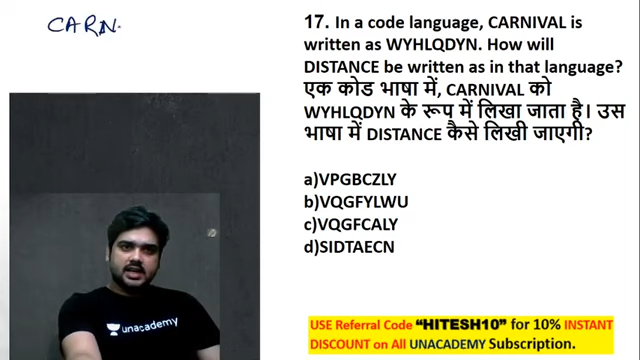 CARN
17. In a code language, CARNIVAL is
written as WYHLQDYN. How will
DISTANCE be written as in that language?
एक कोड भाषा में, CARNIVAL को
WYHLQDYN के रूप में लिखा जाता है। उस
भाषा में DISTANCE कैसे लिखी जाएगी?
a)VPGBCZLY
b)VQGFYLWU
c)VQGFCALY
d)SIDTAECN
unacademy
USE Referral Code “HITESH10” for 10% INSTANT
DISCOUNT on All UNACADEMY Subscription.